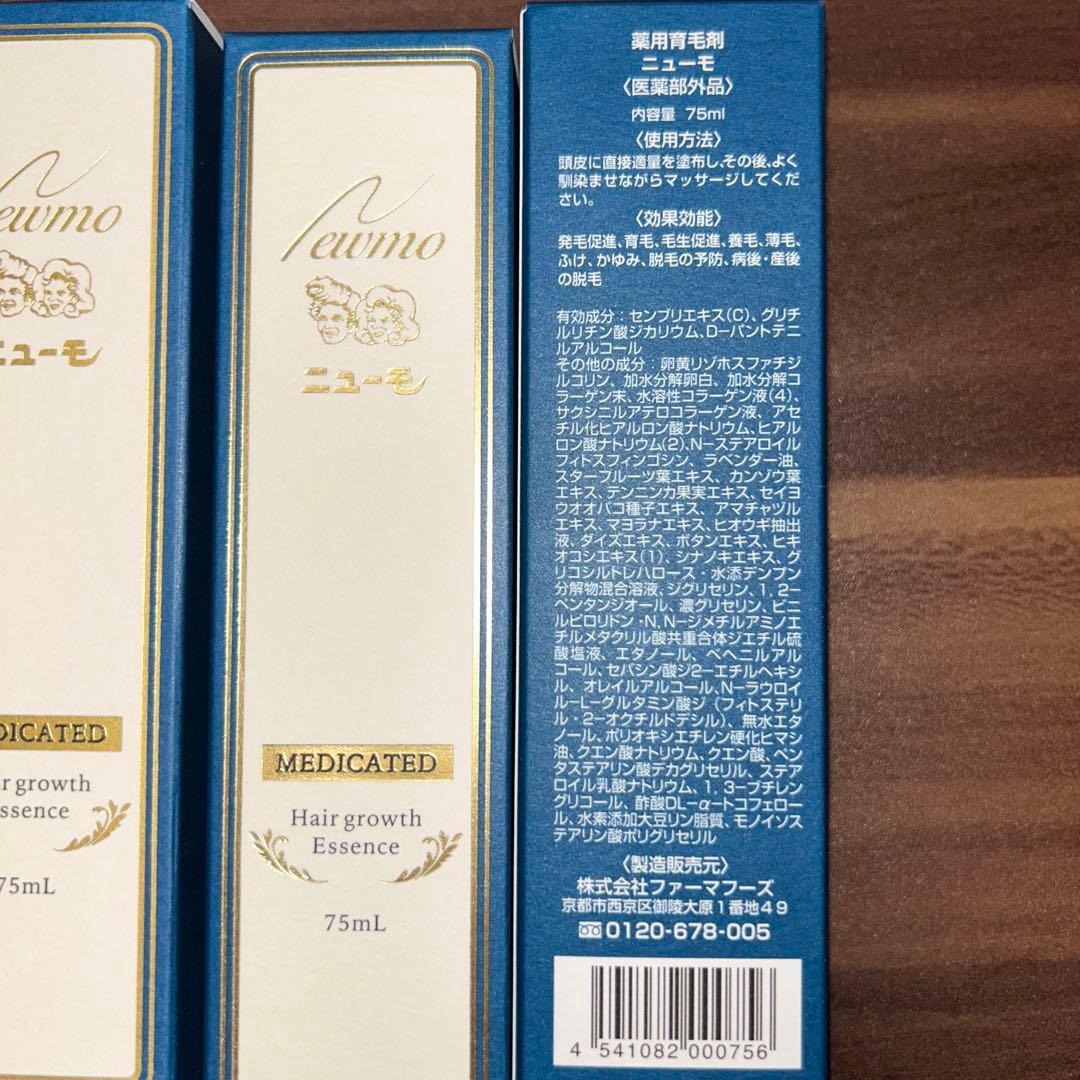 ewmo
ニューモ
DICATED
r growth
ssence
75mL
Newmo
ニューモ
MEDICATED
Hair growth
Essence
75mL
薬用育毛剤
ニューモ
〈医薬部外品〉
内容量 75ml
〈使用方法〉
頭皮に直接適量を塗布し、その後、よく
馴染ませながらマッサージしてくだ
さい。
〈効果効能〉
発毛促進、育毛、毛生促進、養毛、薄毛、
ふけ、かゆみ、脱毛の予防、病後・産後
の脱毛
有効成分：センブリエキス(C)、グリチ
ルリチン酸ジカリウム、D-パントテニ
ルアルコール
その他の成分：卵黄リゾホスファチジ
ルコリン、加水分解卵白、加水分解コ
ラーゲン末、水溶性コラーゲン液(4)、
サクシニルアテロコラーゲン液、アセ
チル化ヒアルロン酸ナトリウム、ヒアル
ロン酸ナトリウム(2)、N-ステアロイル
フィトスフィンゴシン、ラベンダー油、
スターフルーツ葉エキス、カンゾウ葉
エキス、テンニンカ果実エキス、セイヨ
ウオオバコ種子エキス、アマチャヅル
エキス、マヨラナエキス、ヒオウギ抽出
液、ダイズエキス、ボタンエキス、ヒキ
オコシエキス(1)、シナノキエキス、グ
リコシルトレハロース・水添デンプン
分解物混合溶液、ジグリセリン、1,2-
ペンタンジオール、濃グリセリン、ビニ
ルピロリドン・N,N-ジメチルアミノエ
チルメタクリル酸共重合体ジエチル硫
酸塩液、エタノール、ベヘニルアル
コール、セバシン酸ジ2-エチルヘキシ
ル、オレイルアルコール、N-ラウロイ
ル-L-グルタミン酸ジ(フィトステリ
ル・2-オクチルドデシル)、無水エタ
ノール、ポリオキシエチレン硬化ヒマシ
油、クエン酸ナトリウム、クエン酸、ペン
タステアリン酸デカグリセリル、ステア
ロイル乳酸ナトリウム、1,3-ブチレン
グリコール、酢酸DL-α-トコフェロー
ル、水素添加大豆リン脂質、モノイソス
テアリン酸ポリグリセリル
〈製造販売元〉
株式会社ファーマフーズ
京都市西京区御陵大原1番地49
0120-678-005
4 541082 000756